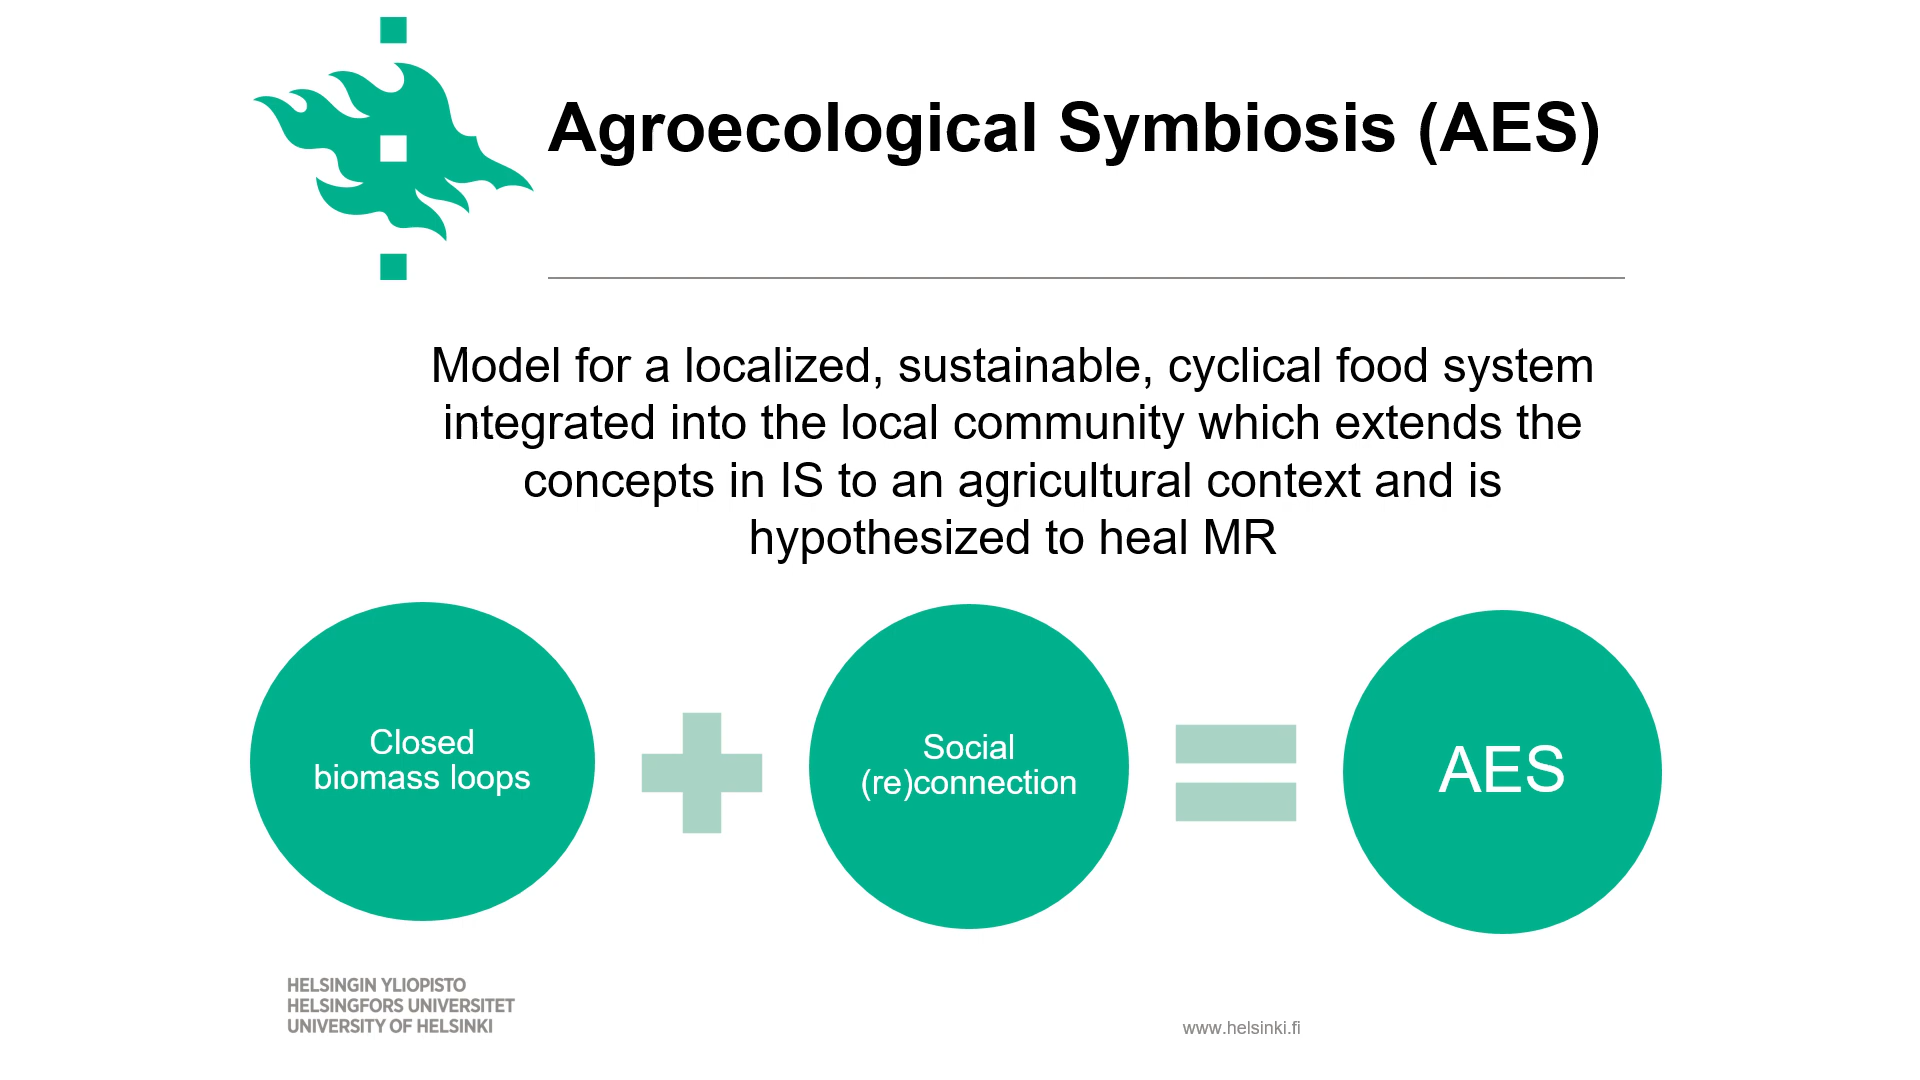 Agroecological Symbiosis (AES)
Model for a localized, sustainable, cyclical food system
integrated into the local community which extends the
concepts in IS to an agricultural context and is
hypothesized to heal MR
Closed
biomass loops
Social
(re)connection
AES
HELSINGIN YLIOPISTO
HELSINGFORS UNIVERSITET
UNIVERSITY OF HELSINKI
www.helsinki.fi